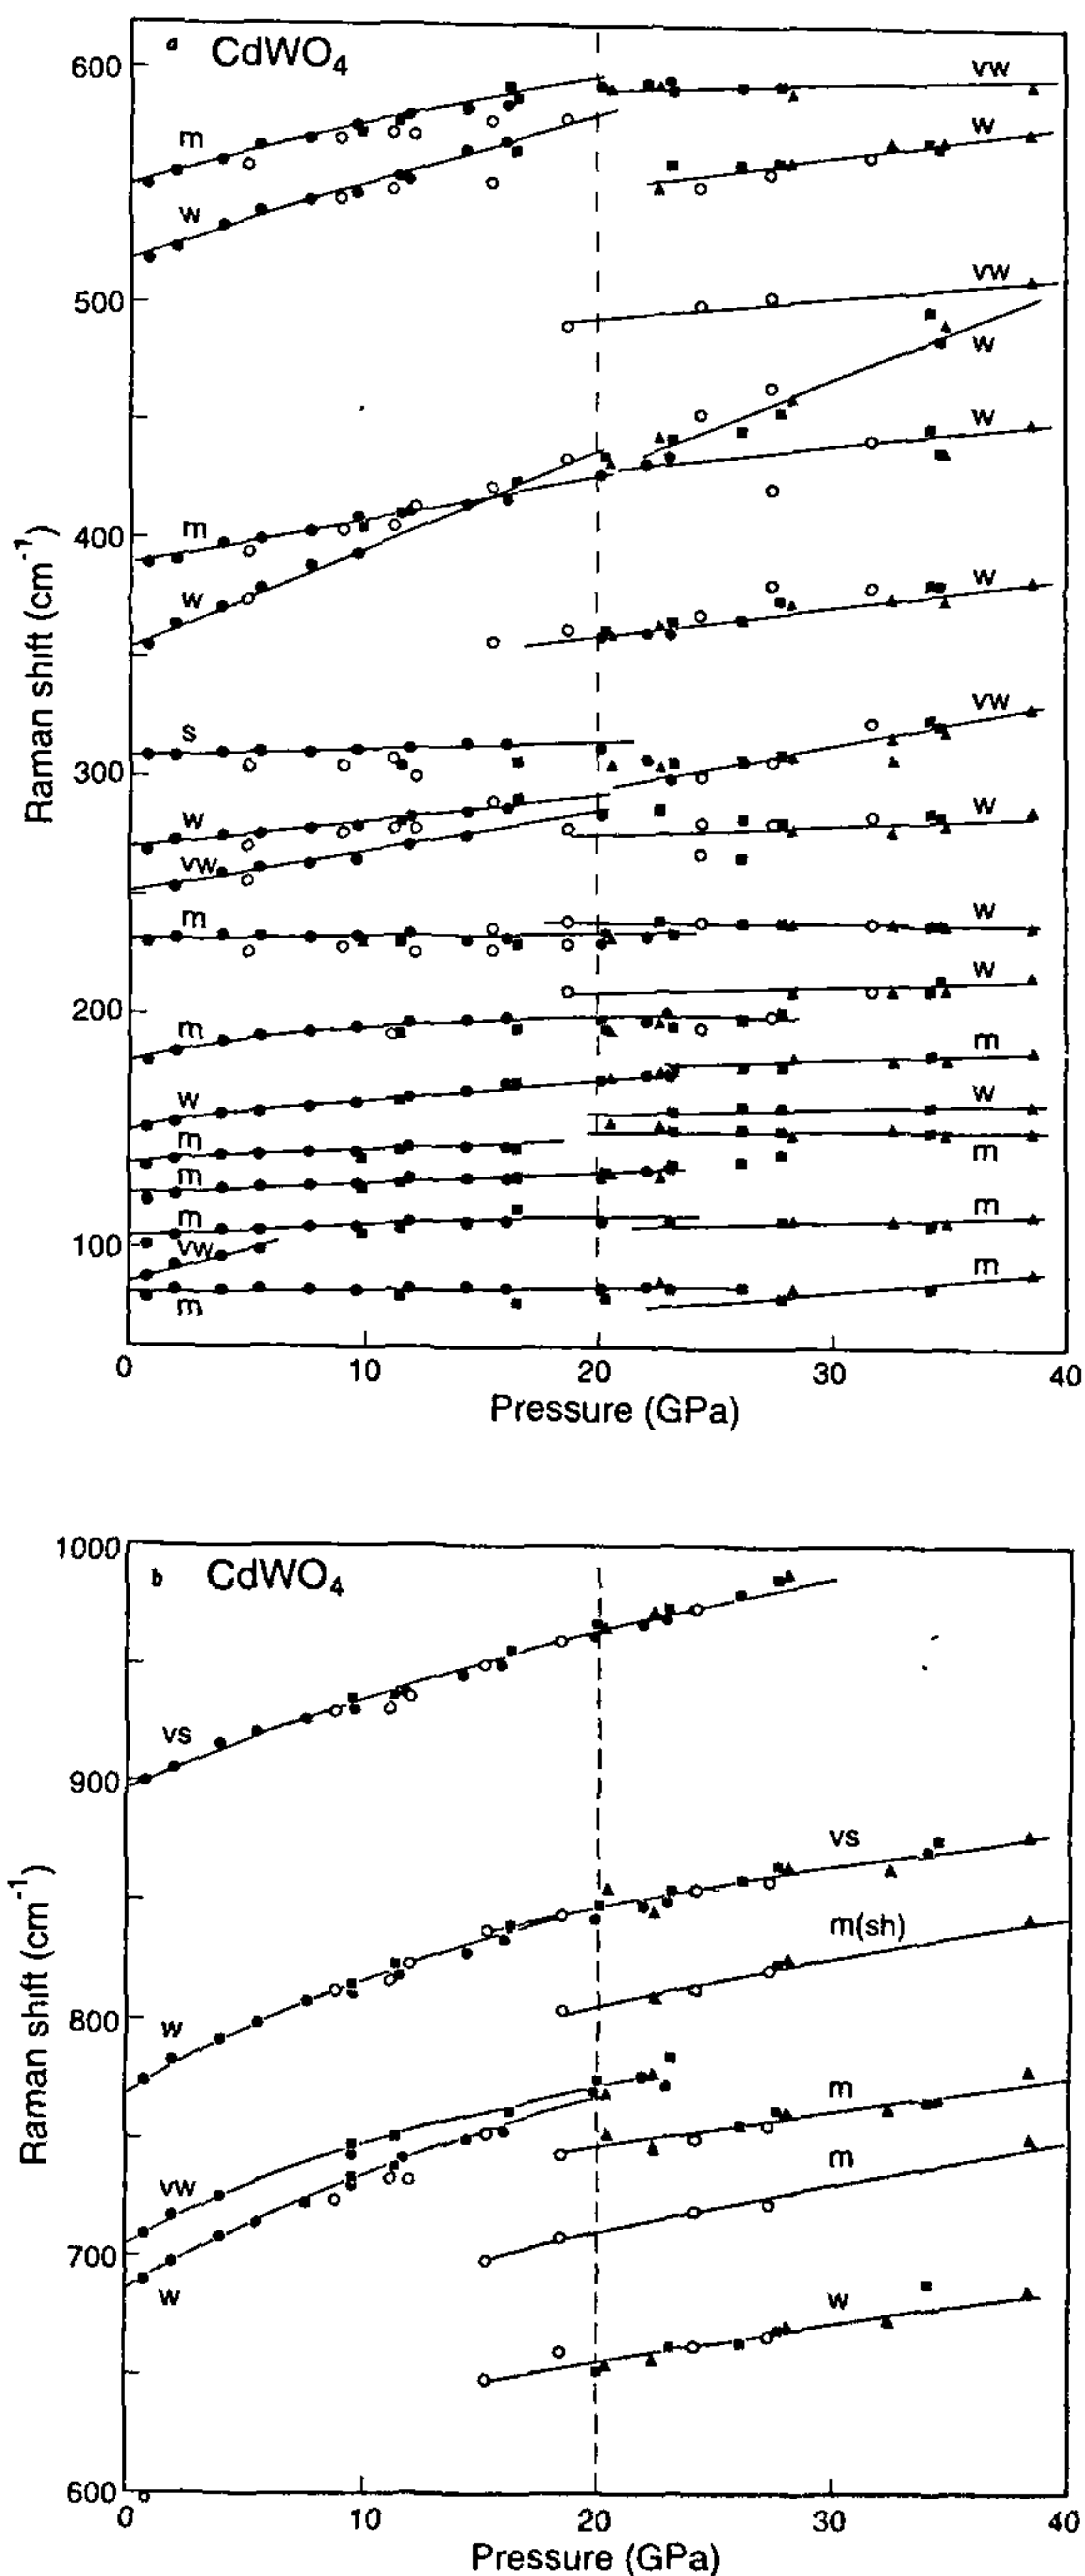 a CdWO₄
600
500
400
300
200
100
Raman shift (cm⁻¹)
m
w
m
w
s
w
vw
m
m
w
m
m
m
vw
m
vw
w
vw
w
w
w
vw
w
w
w
m
w
m
m
m
0 10 20 30 40
Pressure (GPa)
b CdWO₄
1000
900
800
700
600
Raman shift (cm⁻¹)
vs
w
vw
w
vs
m(sh)
m
m
w
0 10 20 30 40
Pressure (GPa)